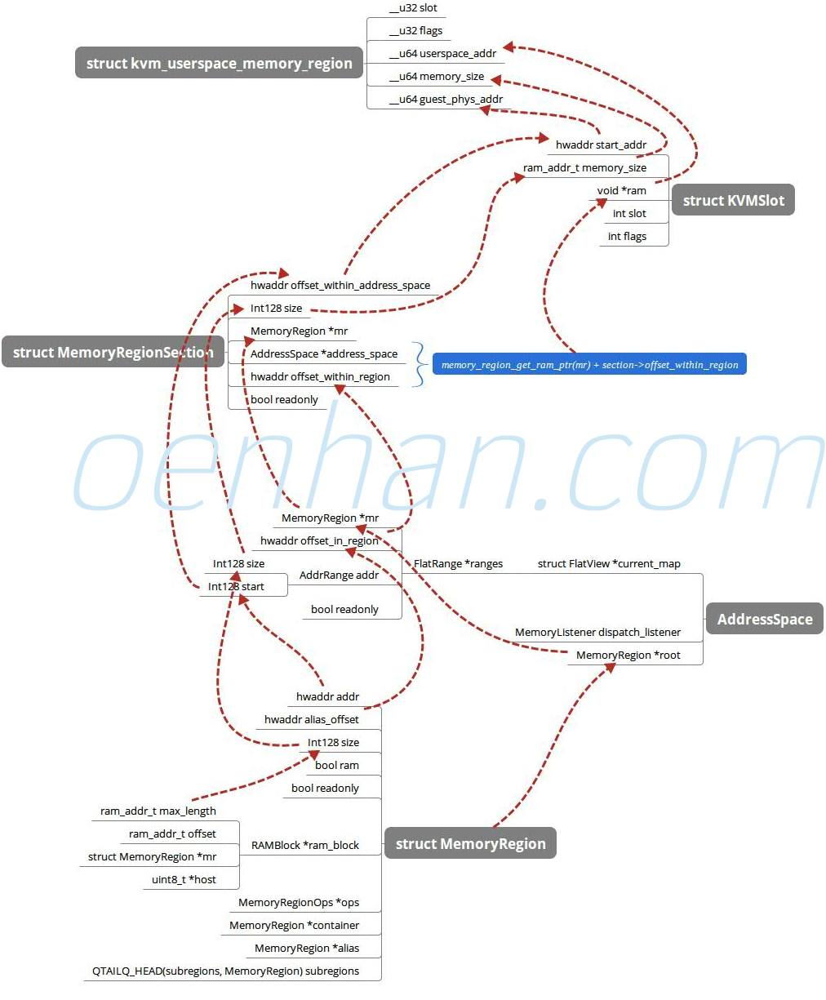 __u32 slot
__u32 flags
struct kvm_userspace_memory_region
__u64 userspace_addr
__u64 memory_size
__u64 guest_phys_addr
hwaddr start_addr
ram_addr_t memory_size
void *ram
struct KVMSlot
int slot
int flags
hwaddr offset_within_address_space
Int128 size
MemoryRegion *mr
struct MemoryRegionSection
AddressSpace *address_space
memory_region_get_ram_ptr(mr) + section->offset_within_region
hwaddr offset_within_region
bool readonly
oenhan.com
MemoryRegion *mr
hwaddr offset_in_region
Int128 size
Int128 start
AddrRange addr
FlatRange *ranges
struct FlatView *current_map
bool readonly
AddressSpace
MemoryListener dispatch_listener
MemoryRegion *root
hwaddr addr
hwaddr alias_offset
Int128 size
bool ram
bool readonly
ram_addr_t max_length
ram_addr_t offset
struct MemoryRegion *mr
uint8_t *host
RAMBlock *ram_block
struct MemoryRegion
MemoryRegionOps *ops
MemoryRegion *container
MemoryRegion *alias
QTAILQ_HEAD(subregions, MemoryRegion) subregions